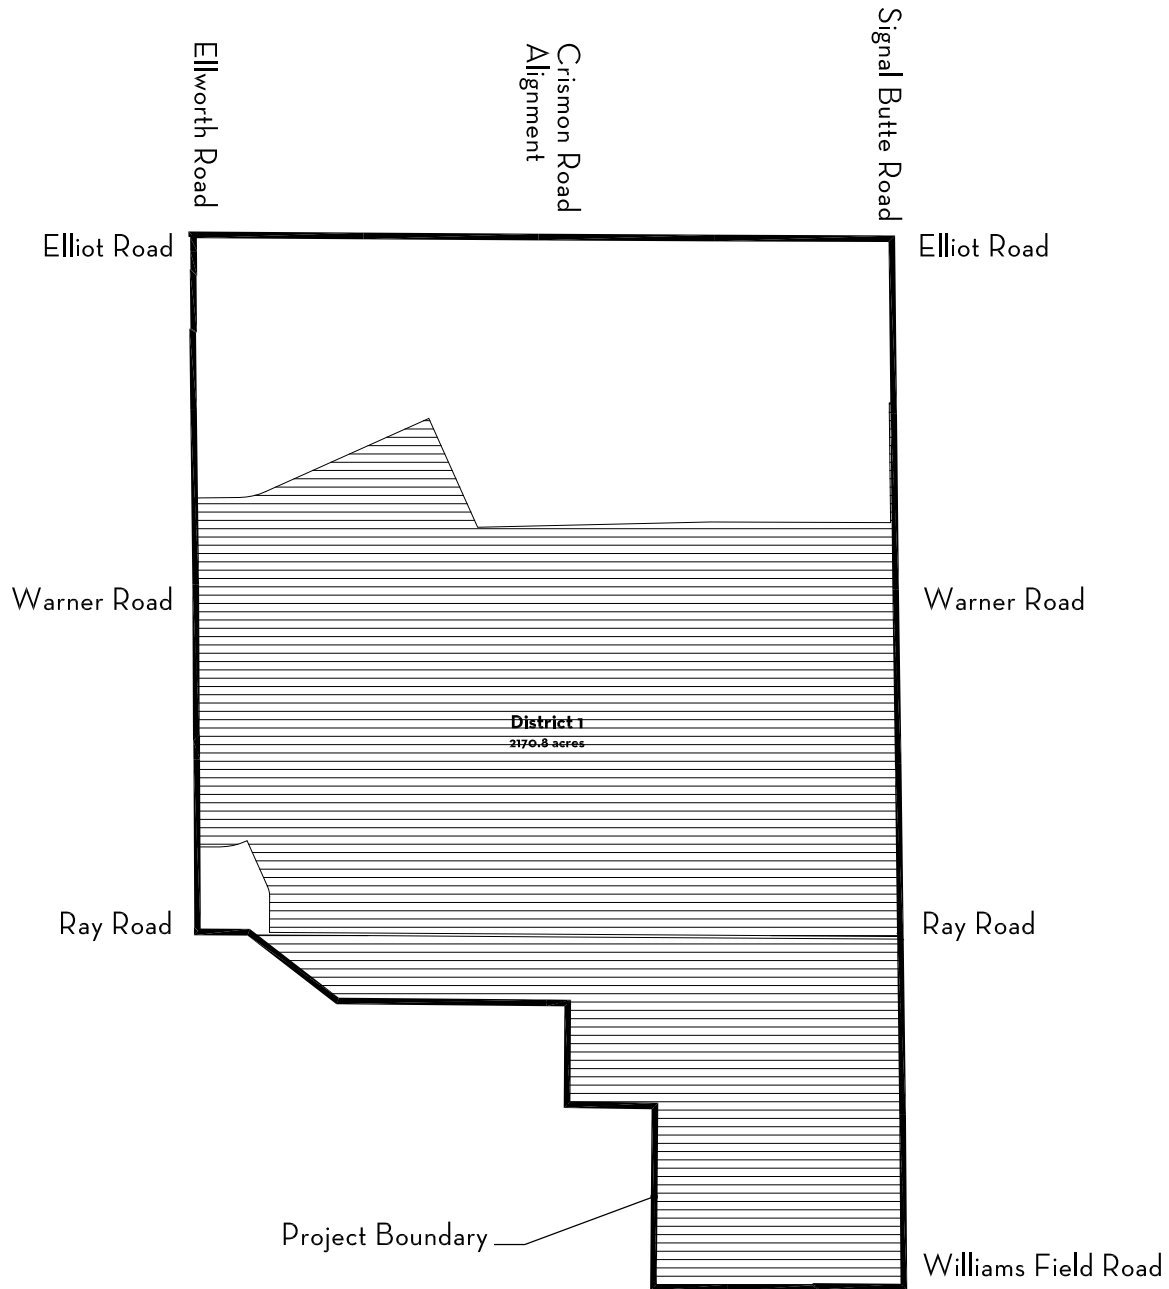 Ellworth Road
Crismon Road
Alignment
Signal Butte Road
Elliot Road
Elliot Road
Warner Road
Warner Road
District 1
2170.8 acres
Ray Road
Ray Road
Project Boundary
Williams Field Road